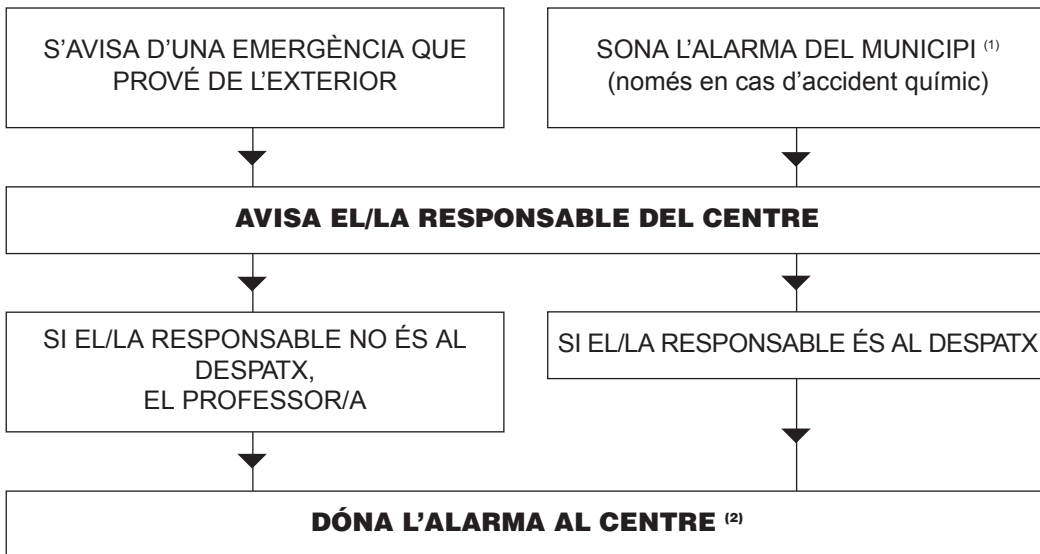 S’AVISA D’UNA EMERGÈNCIA QUE
PROVÉ DE L’EXTERIOR
SONA L’ALARMA DEL MUNICIPI (1)
(només en cas d’accident químic)
AVISA EL/LA RESPONSABLE DEL CENTRE
SI EL/LA RESPONSABLE NO ÉS AL
DESPATX,
EL PROFESSOR/A
SI EL/LA RESPONSABLE ÉS AL DESPATX
DÓNA L’ALARMA AL CENTRE (2)